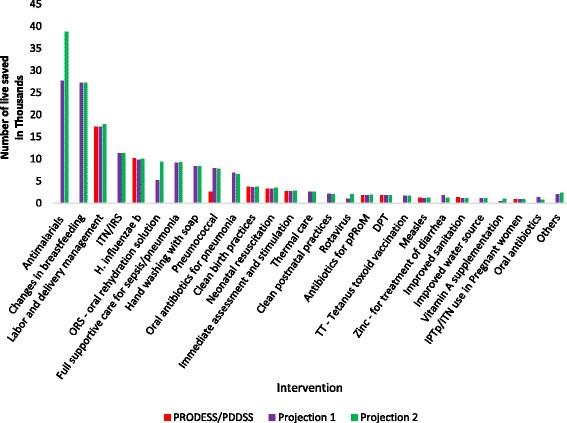 Number of live saved
in Thousands
45
40
35
30
25
20
15
10
5
0
Antimalarials
Changes in breasfeeding
Labor and delivery management
ITN/IRS
H. influenzae b
ORS - oral rehydration solution
Full supportive care for sepsis/pneumonia
Hand washing with soap
Pneumococcal
Oral antibiotics for pneumonia
Clean birth practices
Neonatal resuscitation
Immediate assessment and stimulation
Thermal care
Clean postnatal practices
Rotavirus
Antibiotics for pPRoM
DPT
TT - Tetanus toxoid vaccination
Measles
Zinc - for treatment of diarrhea
Improved sanitation
Improved water source
Vitamin A supplementation
IPTp/ITN use in Pregnant women
Oral antibiotics
Others
Intervention
PRODESS/PDDSS Projection 1 Projection 2